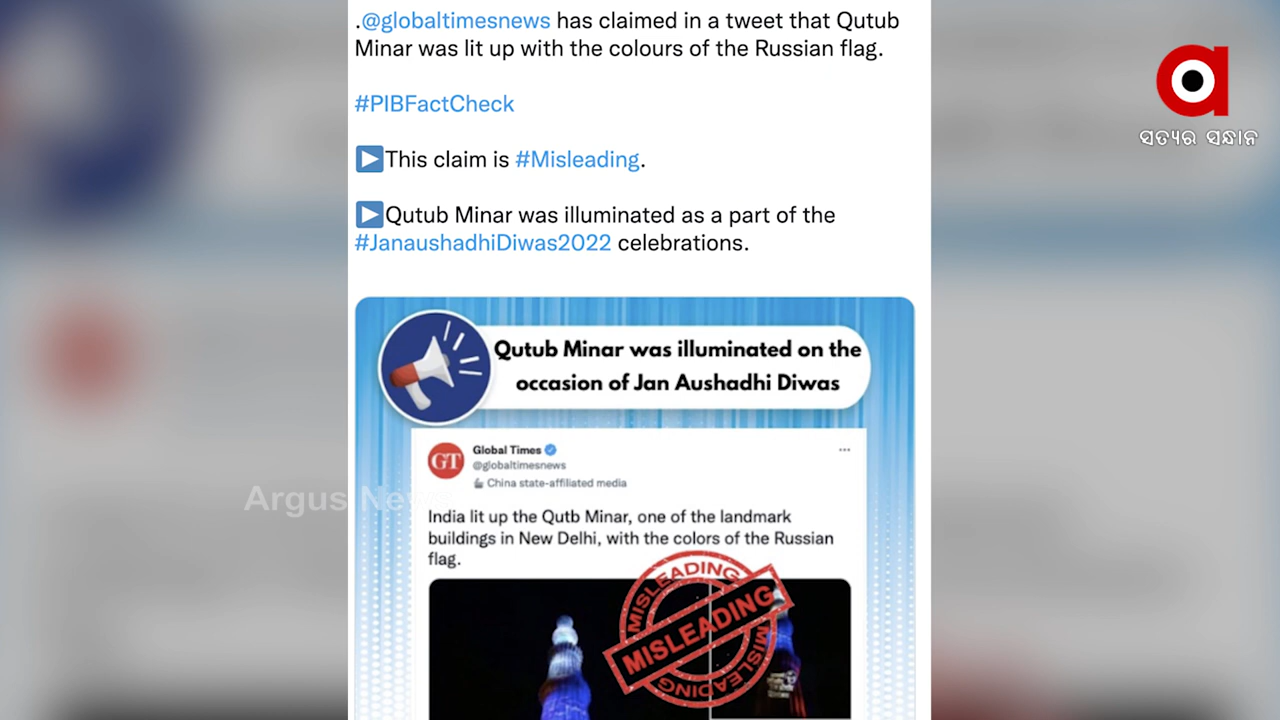 .@globaltimesnews has claimed in a tweet that Qutub
Minar was lit up with the colours of the Russian flag.
#PIBFactCheck
This claim is #Misleading.
Qutub Minar was illuminated as a part of the
#JanaushadhiDiwas2022 celebrations.
Qutub Minar was illuminated on the
occasion of Jan Aushadhi Diwas
GT
Global Times
@globaltimesnews
China state-affiliated media
India lit up the Qutb Minar, one of the landmark
buildings in New Delhi, with the colors of the Russian
flag.
MISLEADING
MISLEADING
MISLEADING
MISLEADING
MISLEADING
Argus News
a
ସତ୍ୟର ସନ୍ଧାନ